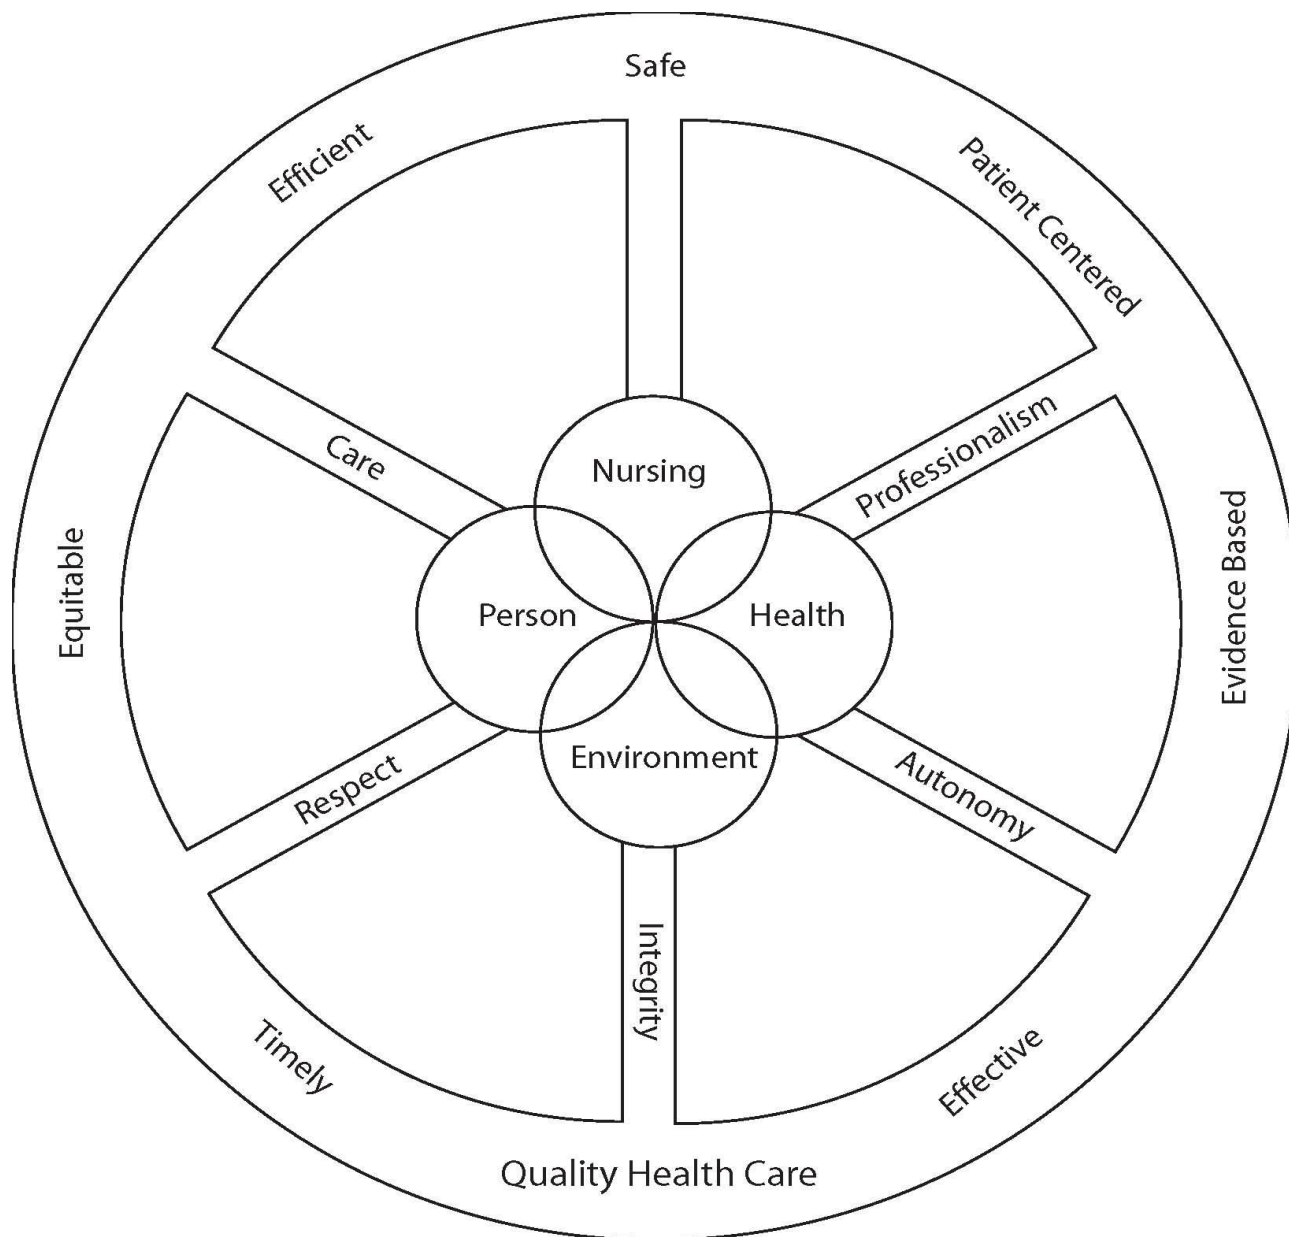 Safe
Efficient
Patient Centered
Care
Nursing
Professionalism
Equitable
Person
Health
Evidence Based
Respect
Environment
Autonomy
Integrity
Timely
Effective
Quality Health Care